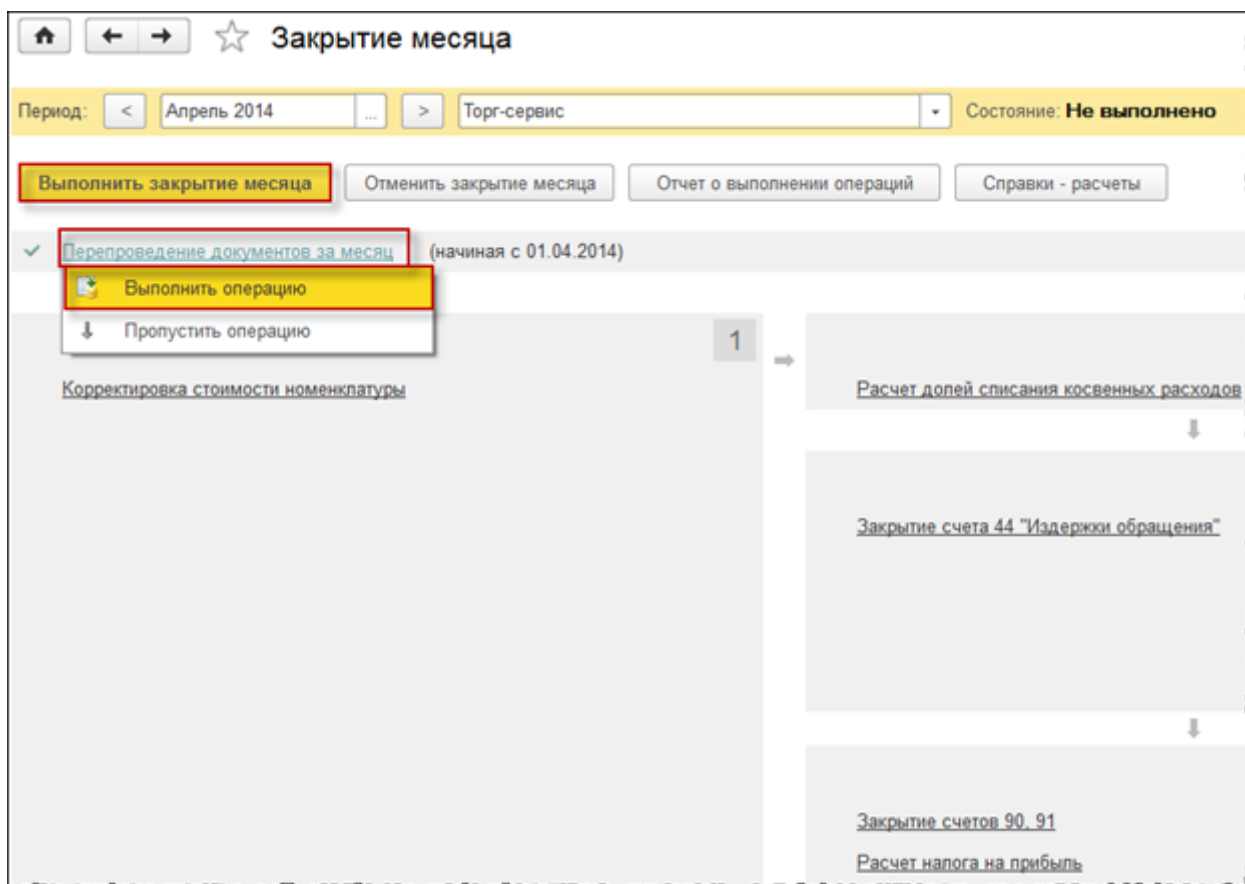 Закрытие месяца
Период: < Апрель 2014 ... > Торг-сервис Состояние: Не выполнено
Выполнить закрытие месяца Отменить закрытие месяца Отчет о выполнении операций Справки - расчеты
Перепроведение документов за месяц (начиная с 01.04.2014)
Выполнить операцию
Пропустить операцию
1
Корректировка стоимости номенклатуры
Расчет долей списания косвенных расходов
Закрытие счета 44 "Издержки обращения"
Закрытие счетов 90, 91
Расчет налога на прибыль